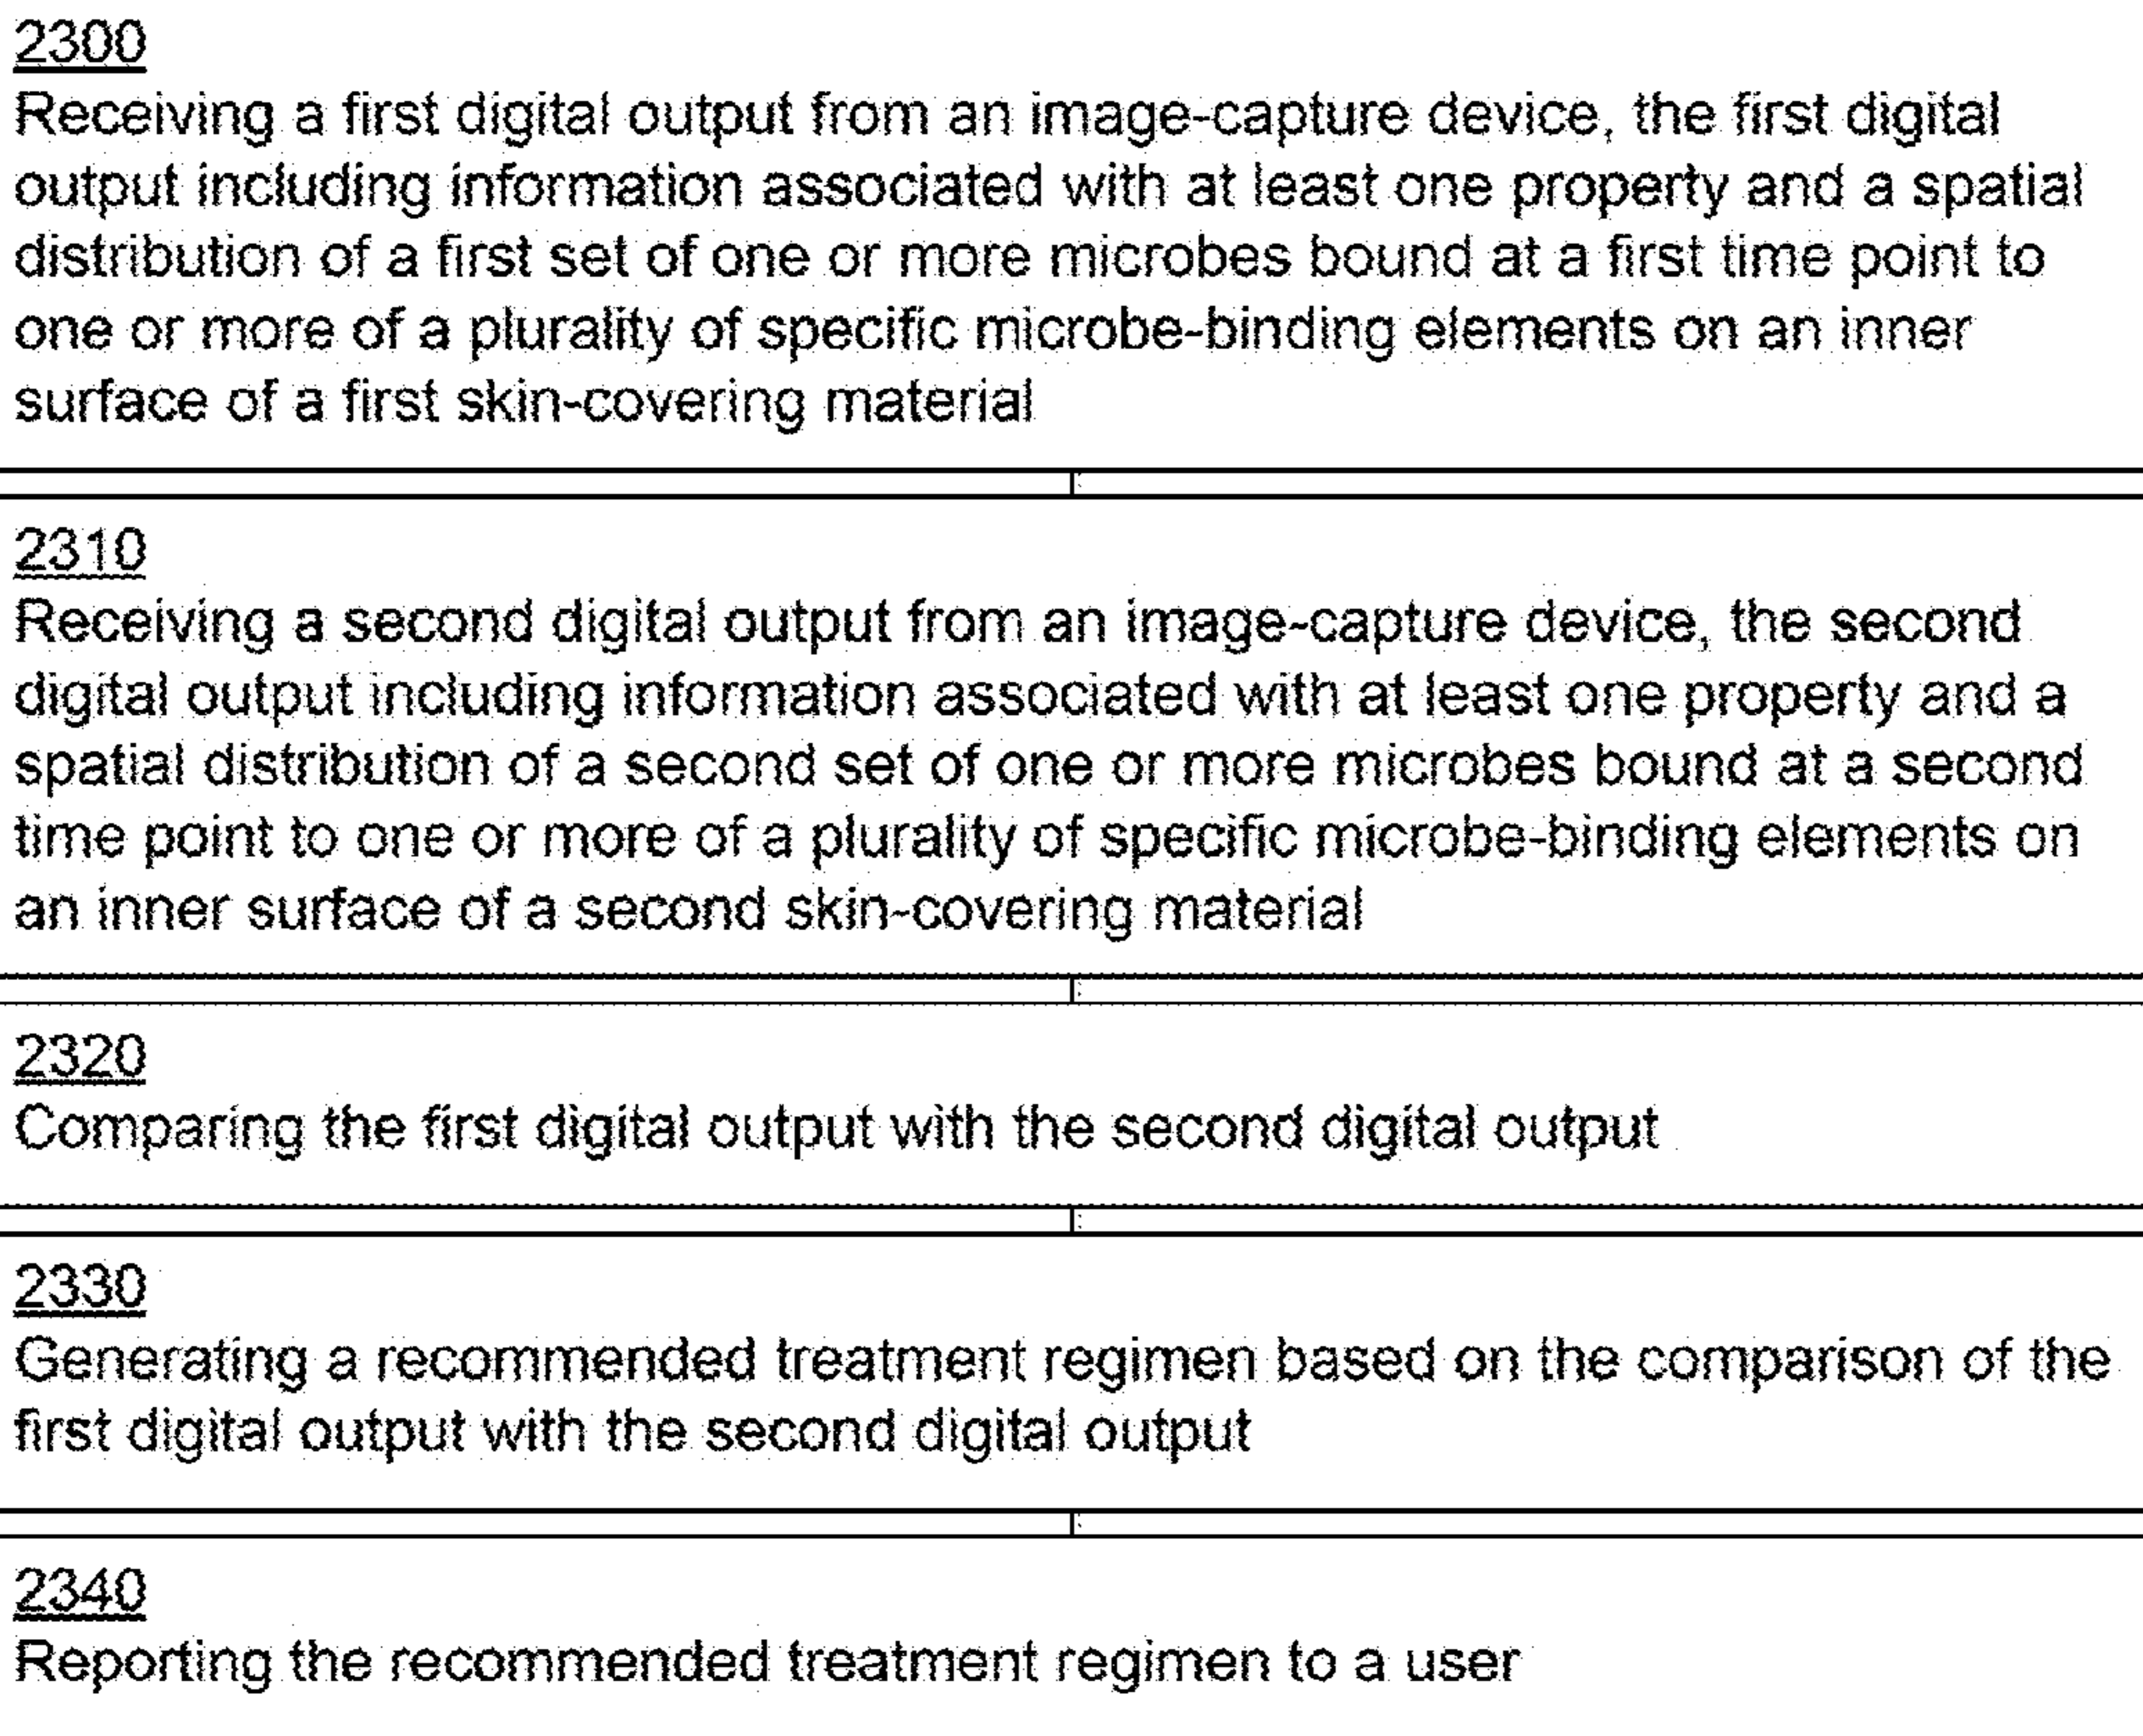 2300
Receiving a first digital output from an image-capture device, the first digital
output including information associated with at least one property and a spatial
distribution of a first set of one or more microbes bound at a first time point to
one or more of a plurality of specific microbe-binding elements on an inner
surface of a first skin-covering material
2310
Receiving a second digital output from an image-capture device, the second
digital output including information associated with at least one property and a
spatial distribution of a second set of one or more microbes bound at a second
time point to one or more of a plurality of specific microbe-binding elements on
an inner surface of a second skin-covering material
2320
Comparing the first digital output with the second digital output
2330
Generating a recommended treatment regimen based on the comparison of the
first digital output with the second digital output
2340
Reporting the recommended treatment regimen to a user